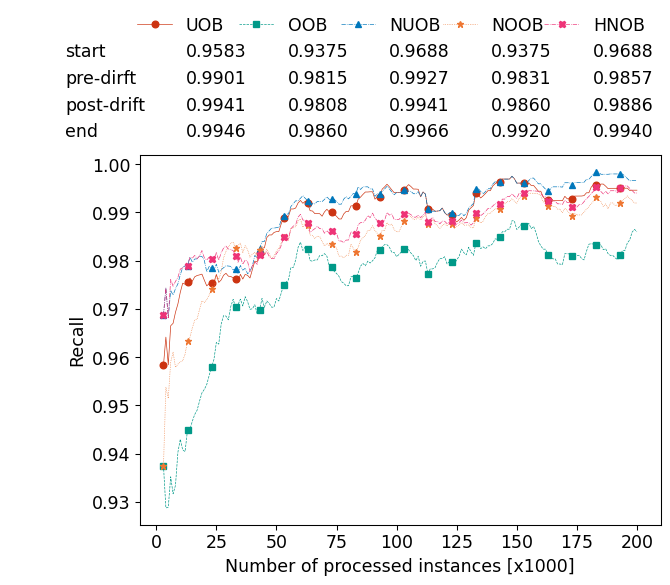 UOB OOB NUOB NOOB HNOB
start 0.9583 0.9375 0.9688 0.9375 0.9688
pre-dirft 0.9901 0.9815 0.9927 0.9831 0.9857
post-drift 0.9941 0.9808 0.9941 0.9860 0.9886
end 0.9946 0.9860 0.9966 0.9920 0.9940
1.00
0.99
0.98
0.97
0.96
0.95
0.94
0.93
Recall
0 25 50 75 100 125 150 175 200
Number of processed instances [x1000]